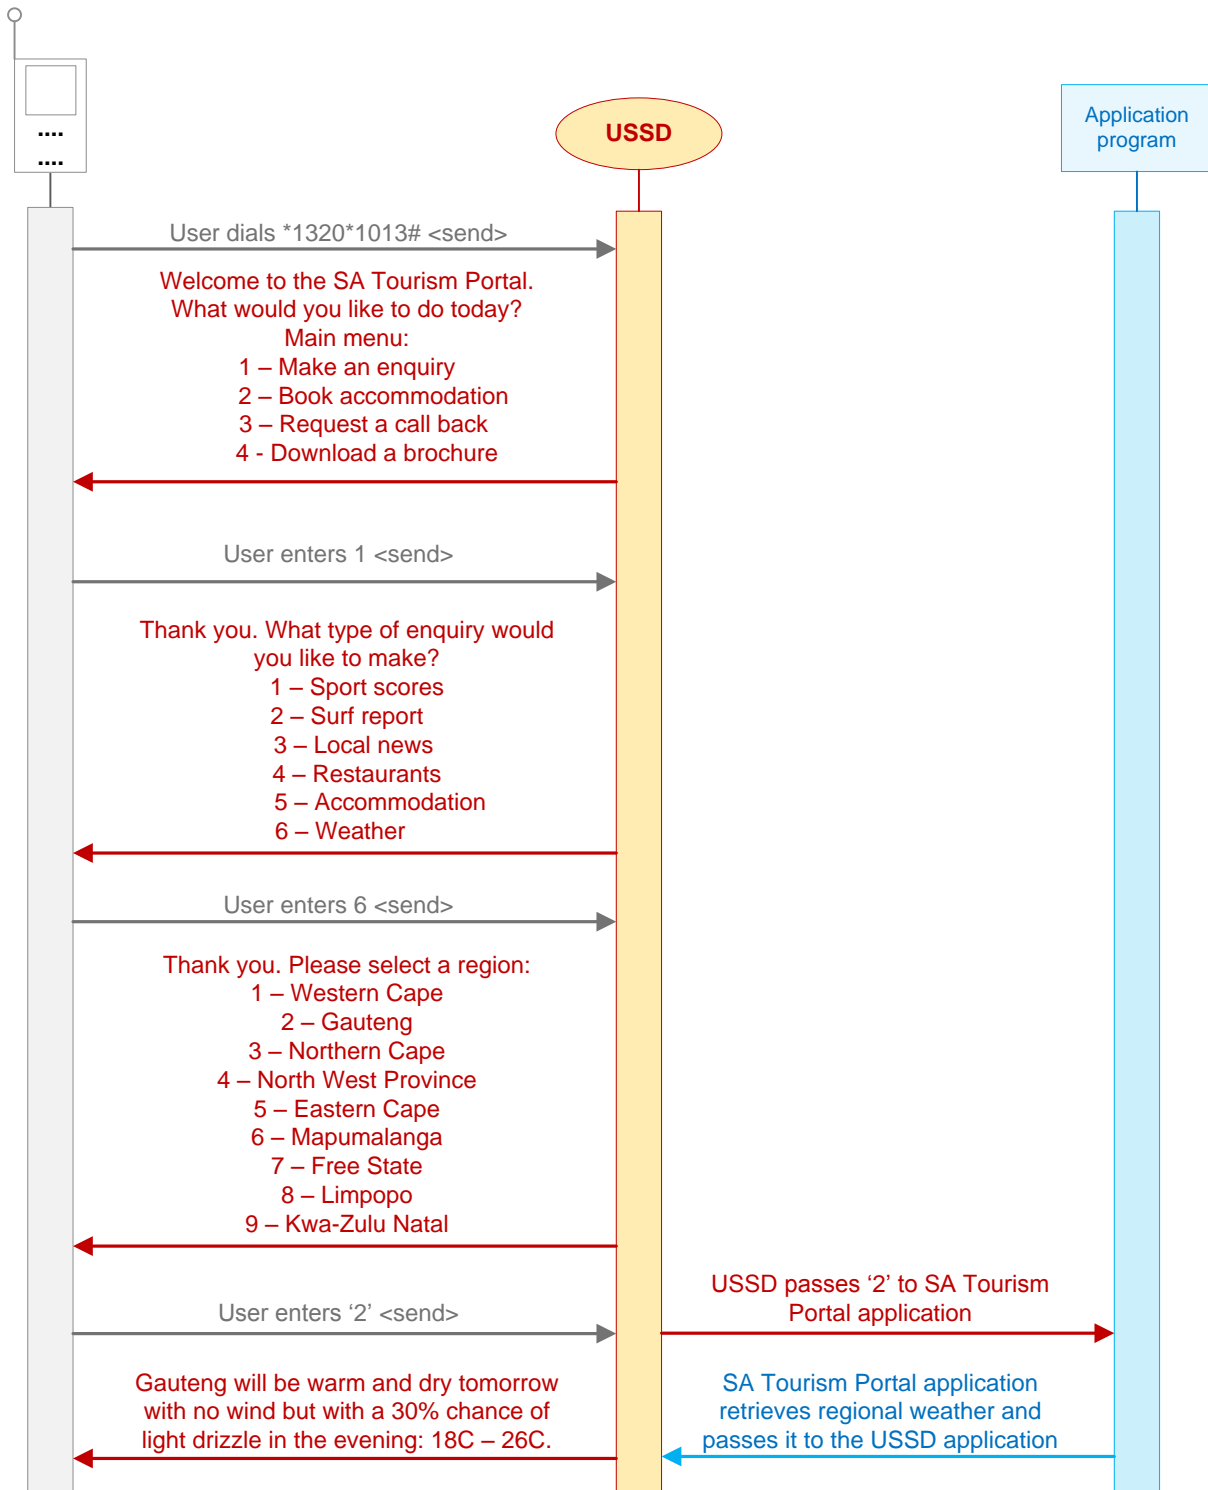 USSD
Application
program
User dials *1320*1013# <send>
Welcome to the SA Tourism Portal.
What would you like to do today?
Main menu:
1 – Make an enquiry
2 – Book accommodation
3 – Request a call back
4 - Download a brochure
User enters 1 <send>
Thank you. What type of enquiry would
you like to make?
1 – Sport scores
2 – Surf report
3 – Local news
4 – Restaurants
5 – Accommodation
6 – Weather
User enters 6 <send>
Thank you. Please select a region:
1 – Western Cape
2 – Gauteng
3 – Northern Cape
4 – North West Province
5 – Eastern Cape
6 – Mapumalanga
7 – Free State
8 – Limpopo
9 – Kwa-Zulu Natal
User enters ‘2’ <send>
USSD passes ‘2’ to SA Tourism
Portal application
Gauteng will be warm and dry tomorrow
with no wind but with a 30% chance of
light drizzle in the evening: 18C – 26C.
SA Tourism Portal application
retrieves regional weather and
passes it to the USSD application